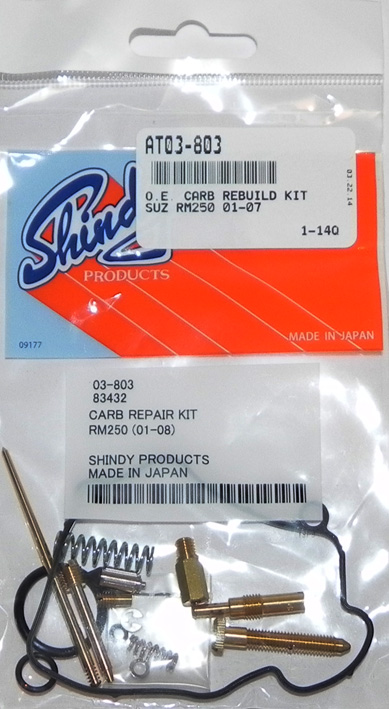 AT03-803
O.E. CARB REBUILD KIT
SUZ RM250 01-07
03 22 14
1-14Q
Shindy
PRODUCTS
09177
MADE IN JAPAN
03-803
83432
CARB REPAIR KIT
RM250 (01-08)
SHINDY PRODUCTS
MADE IN JAPAN